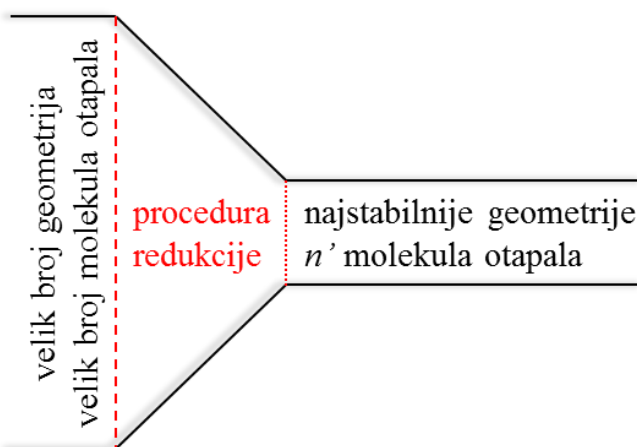 velik broj geometrija
velik broj molekula otapala
procedura
redukcije
najstabilnije geometrije
n’ molekula otapala